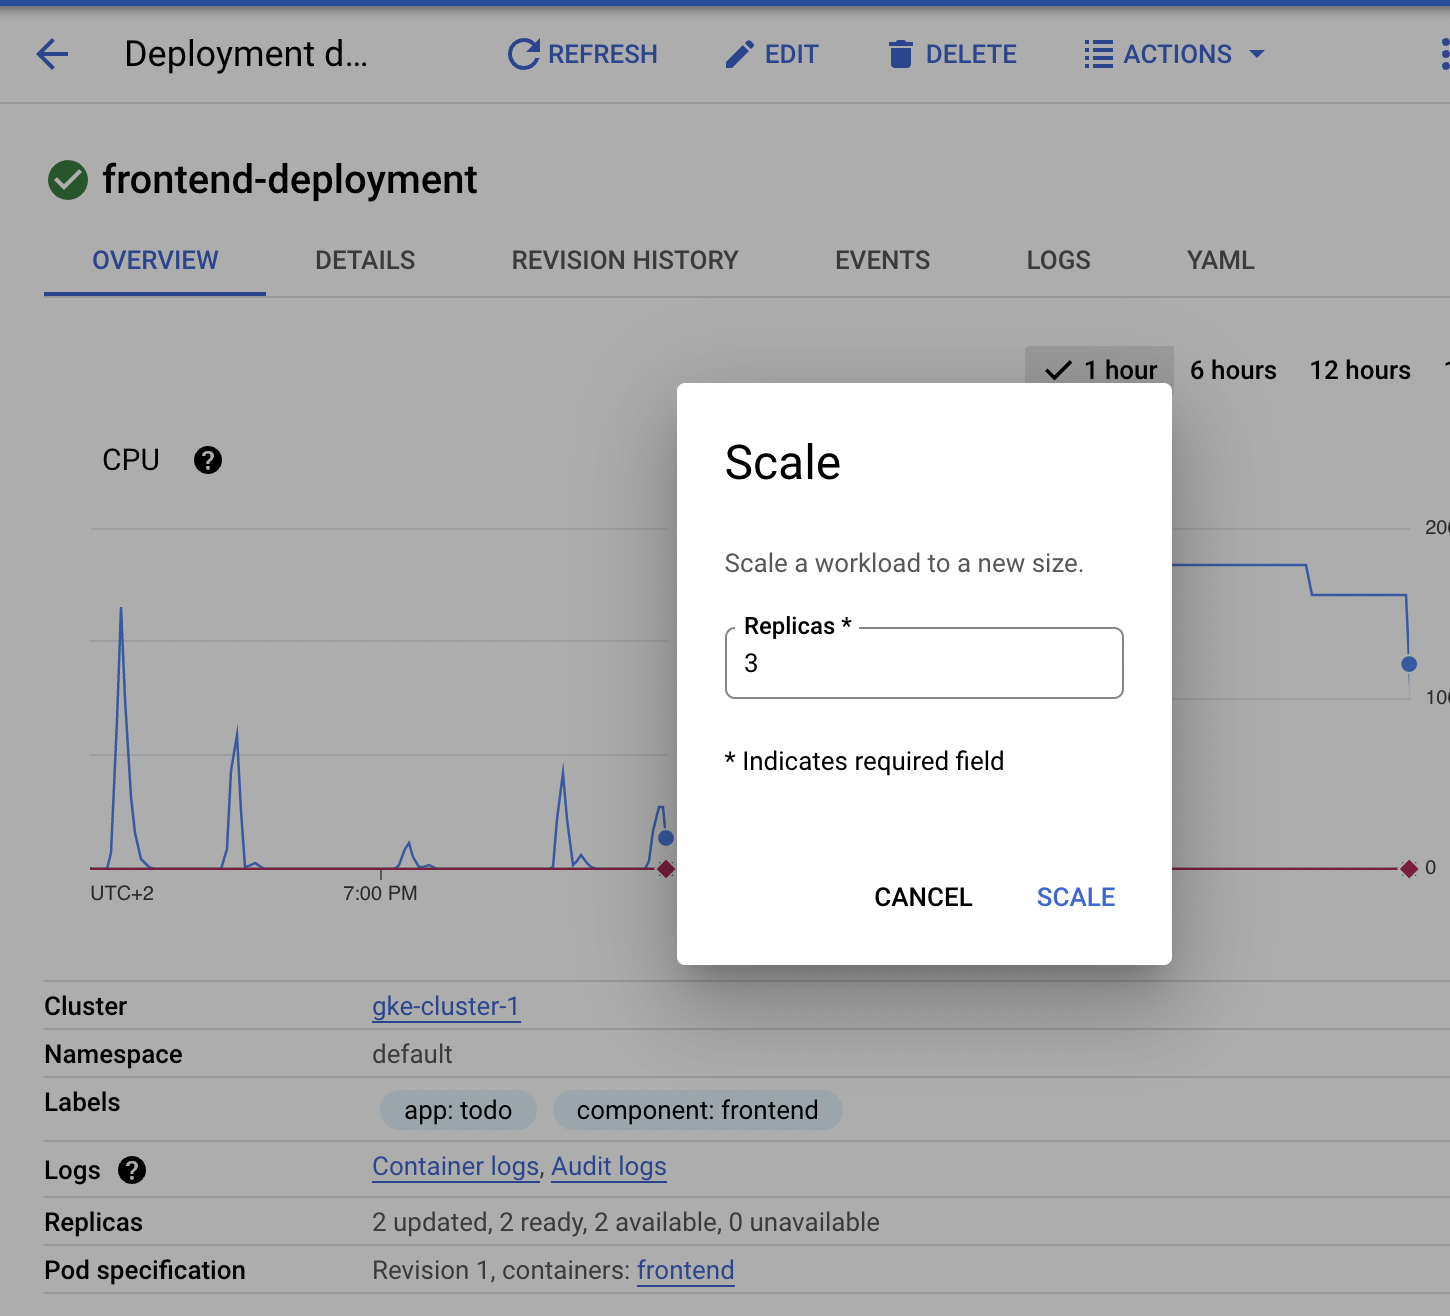 Deployment d...
REFRESH
EDIT
DELETE
ACTIONS
frontend-deployment
OVERVIEW
DETAILS
REVISION HISTORY
EVENTS
LOGS
YAML
1 hour
6 hours
12 hours
CPU
Scale
Scale a workload to a new size.
Replicas *
3
* Indicates required field
CANCEL
SCALE
0
UTC+2
7:00 PM
Cluster
gke-cluster-1
Namespace
default
Labels
app: todo
component: frontend
Logs
Container logs, Audit logs
Replicas
2 updated, 2 ready, 2 available, 0 unavailable
Pod specification
Revision 1, containers: frontend